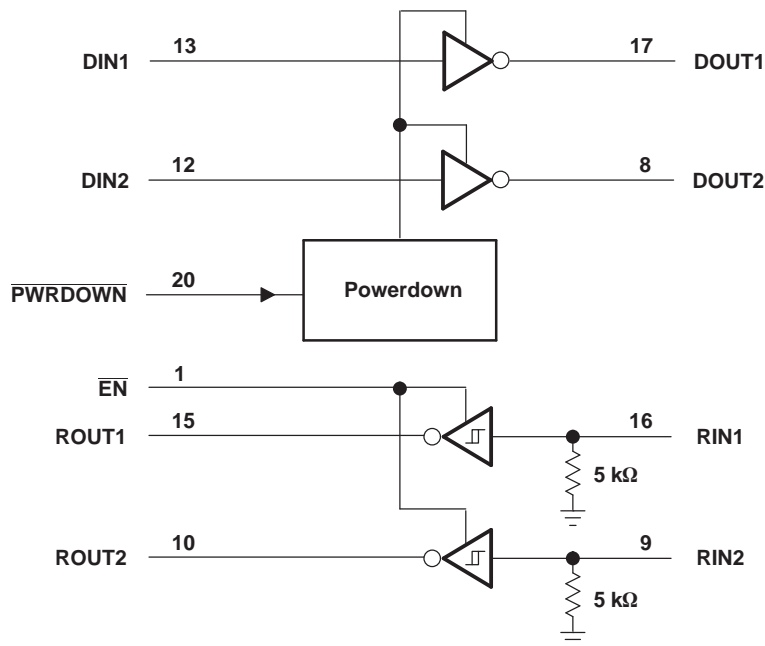 DIN1 13 17 DOUT1
DIN2 12 8 DOUT2
PWRDOWN 20 Powerdown
EN 1
ROUT1 15 16 RIN1
5 kΩ
ROUT2 10 9 RIN2
5 kΩ